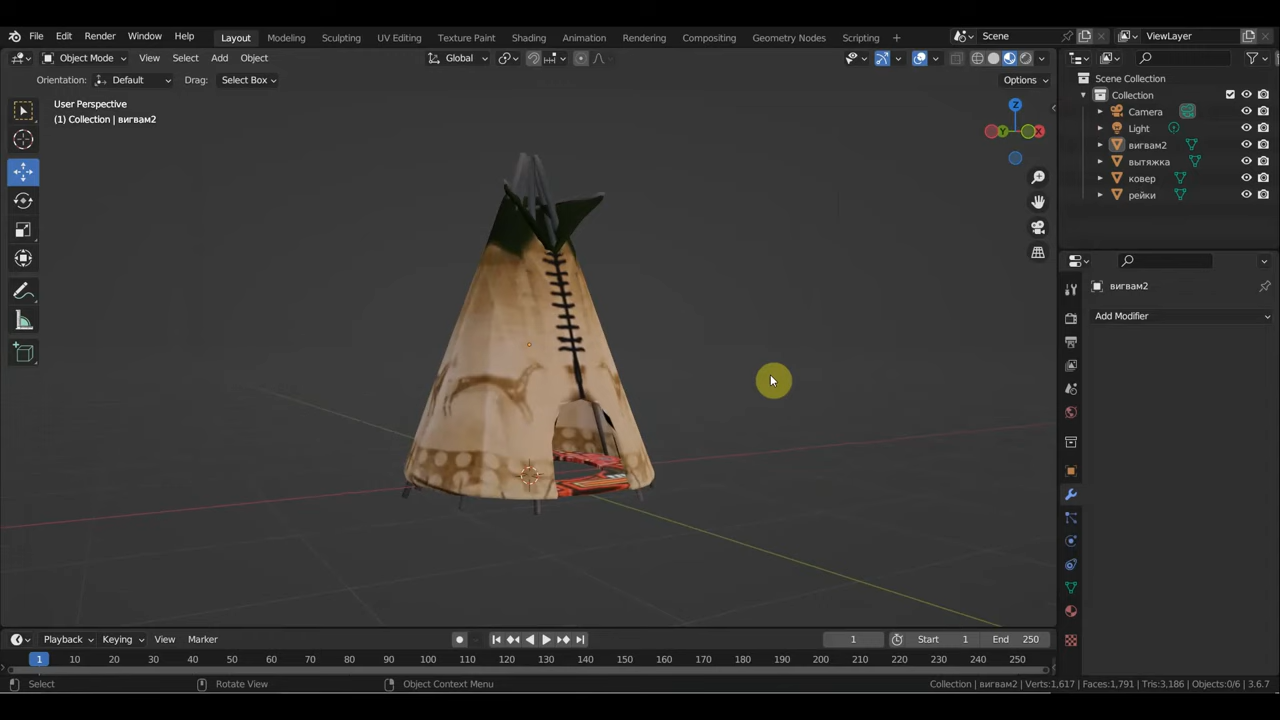 File Edit Render Window Help Layout Modeling Sculpting UV Editing Texture Paint Shading Animation Rendering Compositing Geometry Nodes Scripting + Scene ViewLayer
Object Mode View Select Add Object Global Options
Orientation: Default Drag: Select Box
User Perspective
(1) Collection | вигвам2
Z
Y
X
Scene Collection
Collection
Camera
Light
вигвам2
вытяжка
ковер
рейки
вигвам2
Add Modifier
Playback Keying View Marker 1 Start 1 End 250
1 10 20 30 40 50 60 70 80 90 100 110 120 130 140 150 160 170 180 190 200 210 220 230 240 250
Select Rotate View Object Context Menu Collection | вигвам2 | Verts:1,617 | Faces:1,791 | Tris:3,186 | Objects:0/6 | 3.6.7